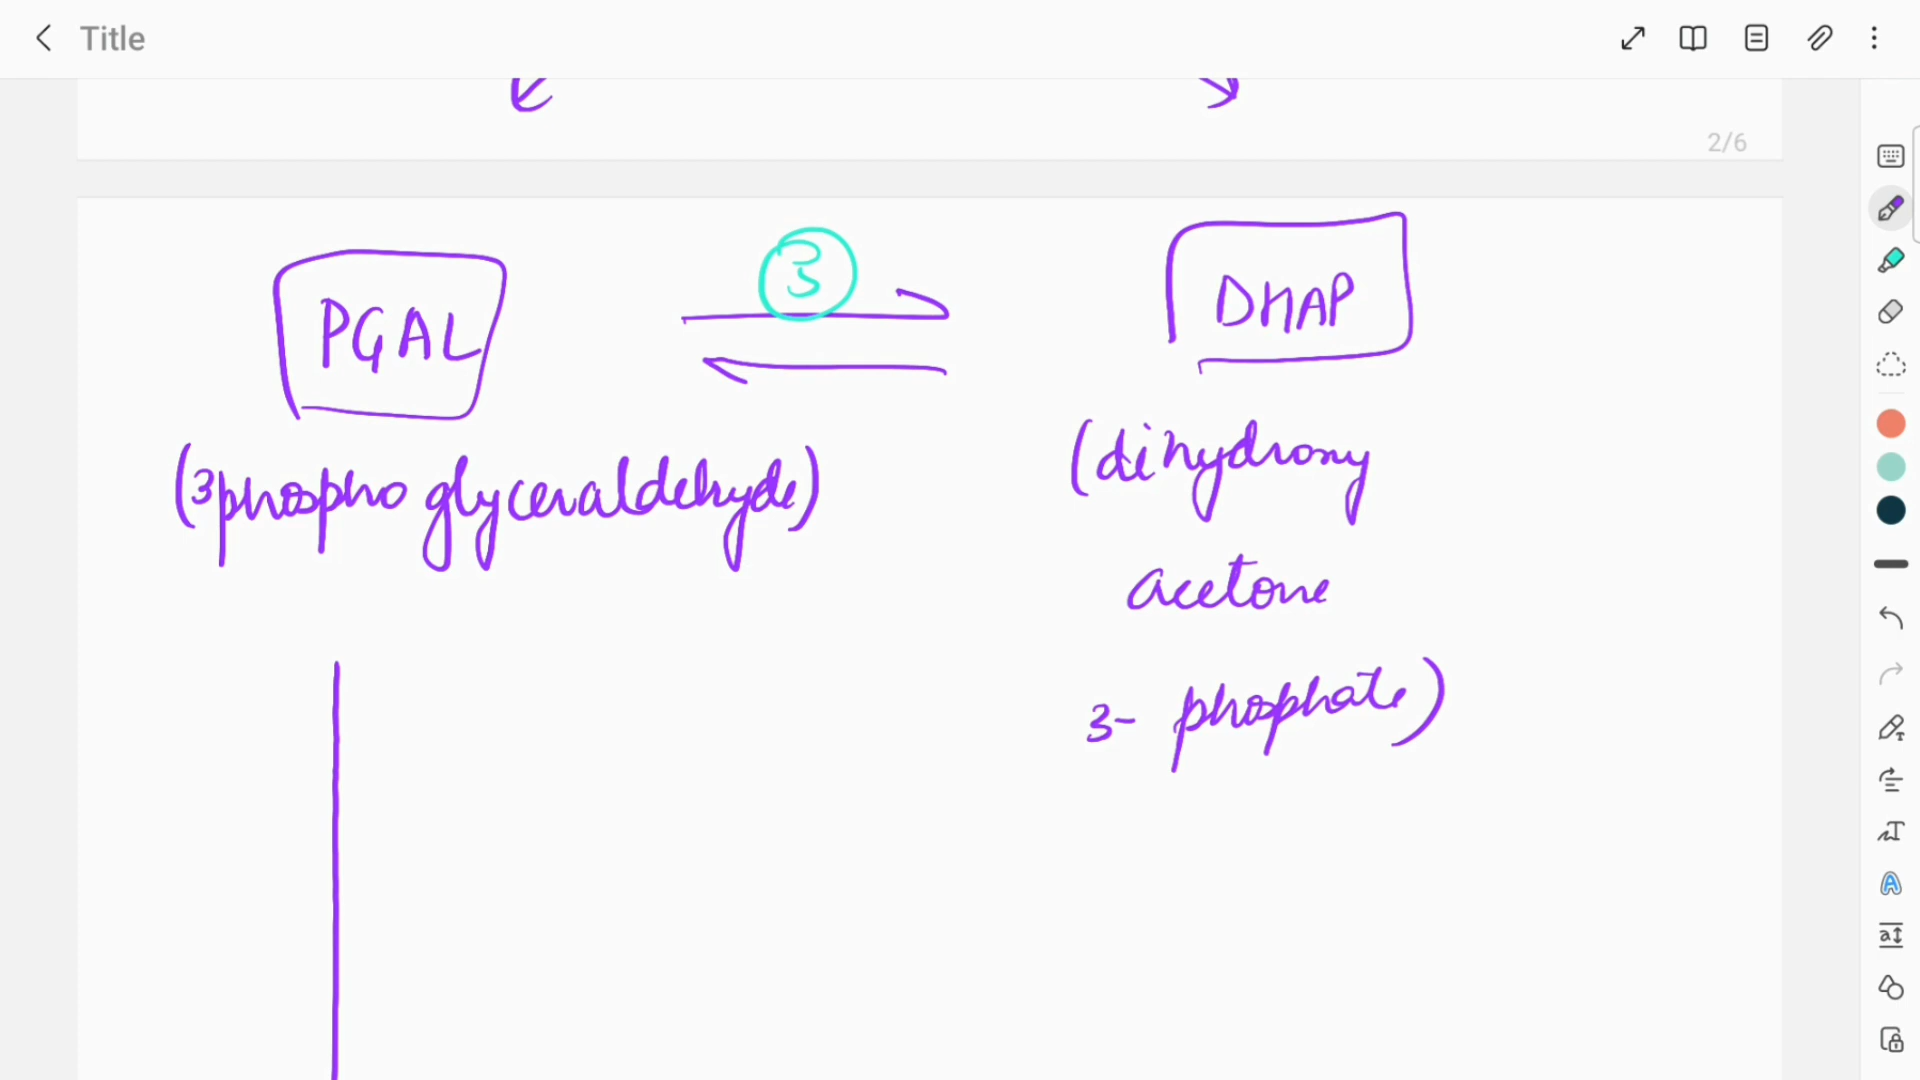 Title
2/6
3
PGAL
DHAP
(3phospho glyceraldehyde)
(dihydroxy
acetone
3- phosphate)